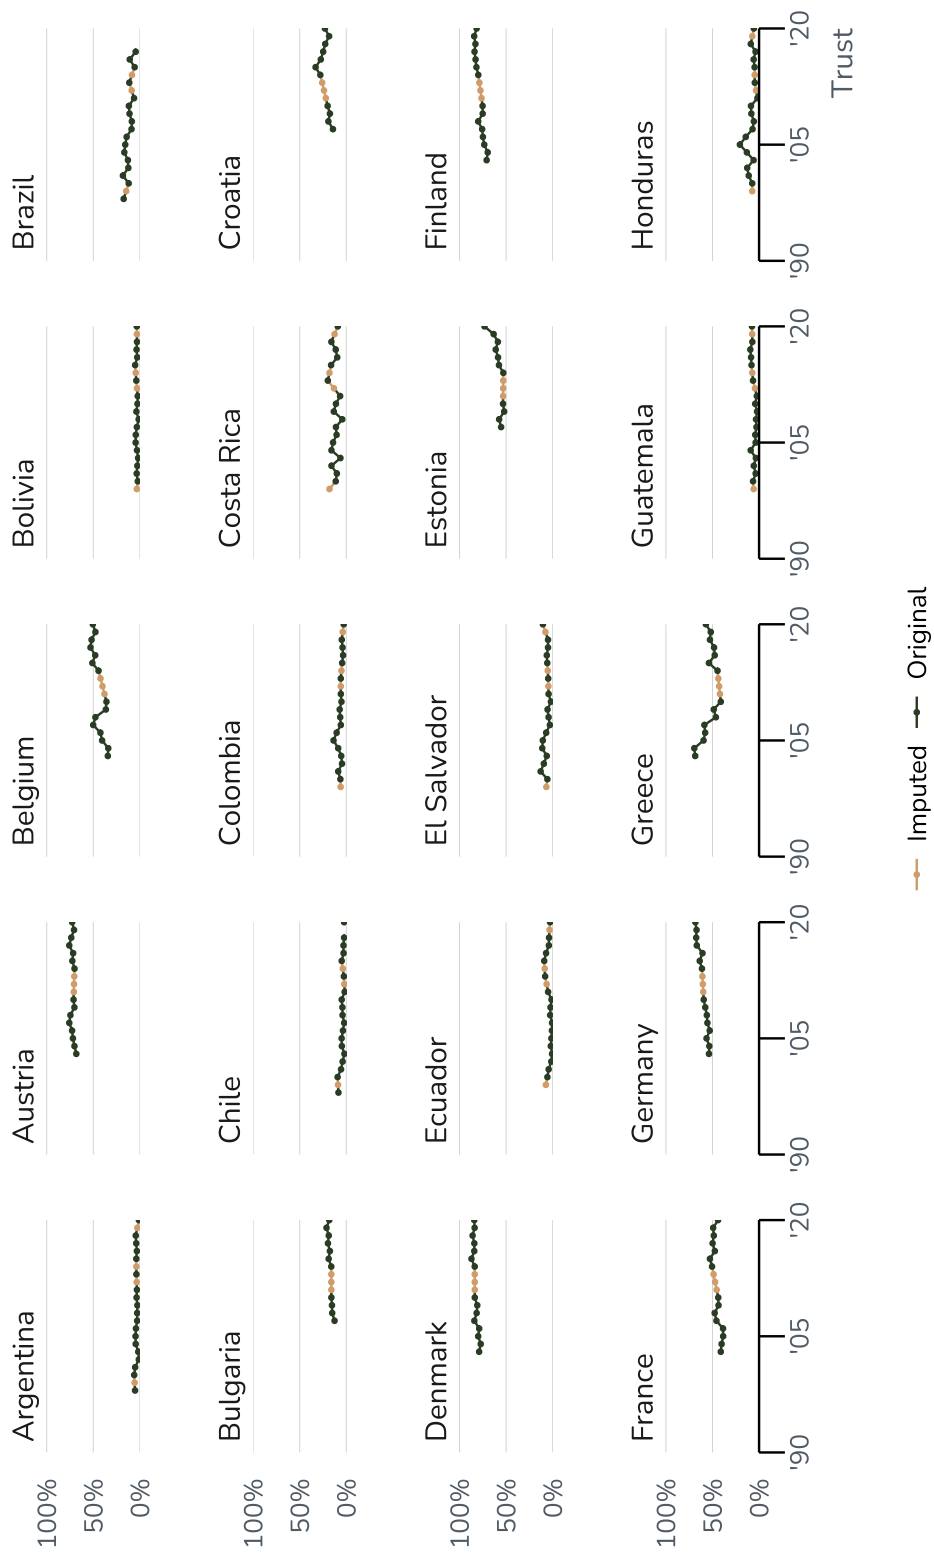 Argentina
Austria
Belgium
Bolivia
Brazil
100%
50%
0%
Bulgaria
Chile
Colombia
Costa Rica
Croatia
100%
50%
0%
Denmark
Ecuador
El Salvador
Estonia
Finland
100%
50%
0%
France
Germany
Greece
Guatemala
Honduras
100%
50%
0%
'90 '05 '20
'90 '05 '20
'90 '05 '20
'90 '05 '20
'90 '05 '20
Trust
Imputed Original